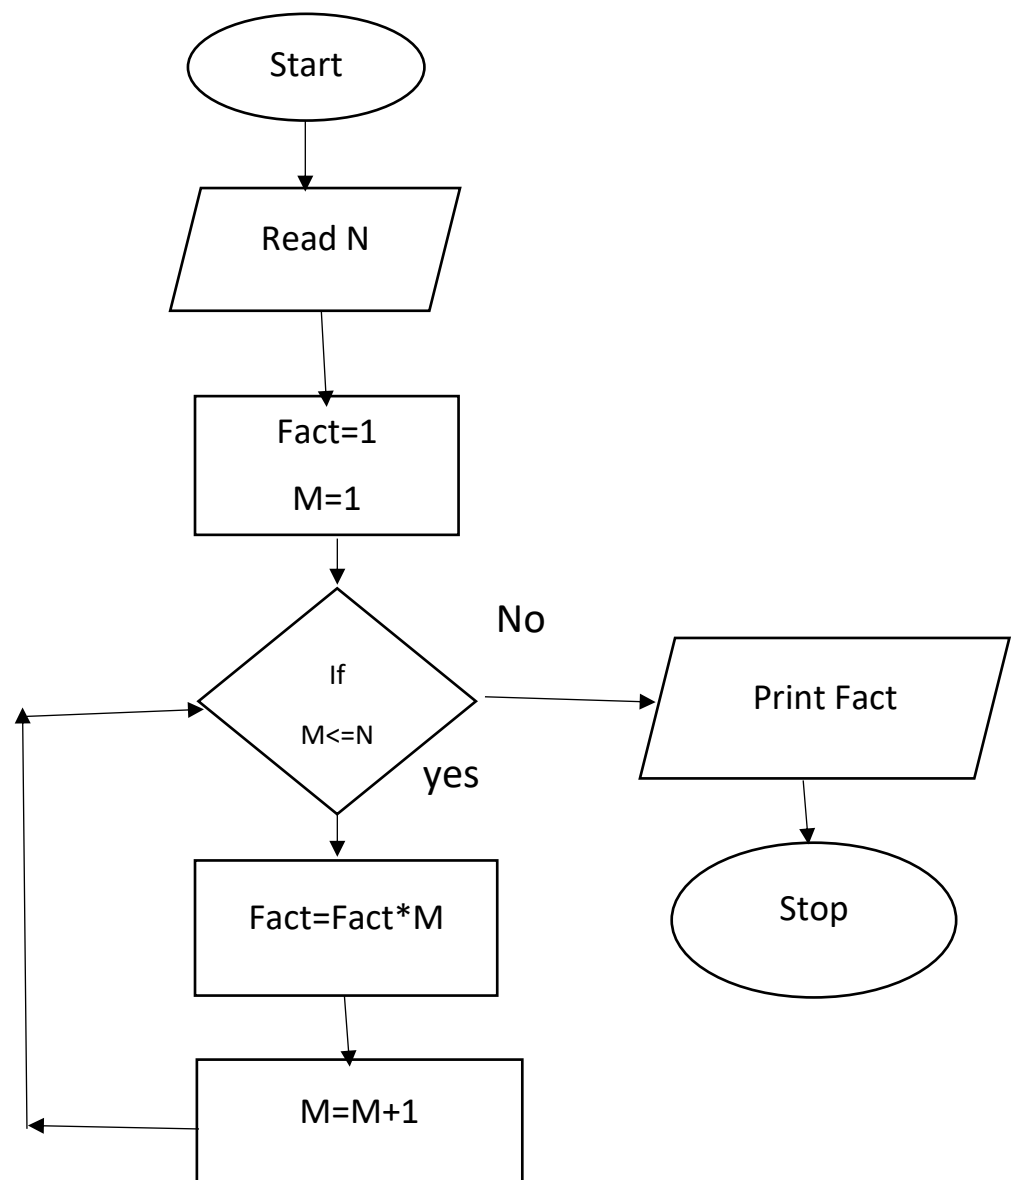 Start
Read N
Fact=1
M=1
No
If
M<=N
Print Fact
yes
Fact=Fact*M
Stop
M=M+1